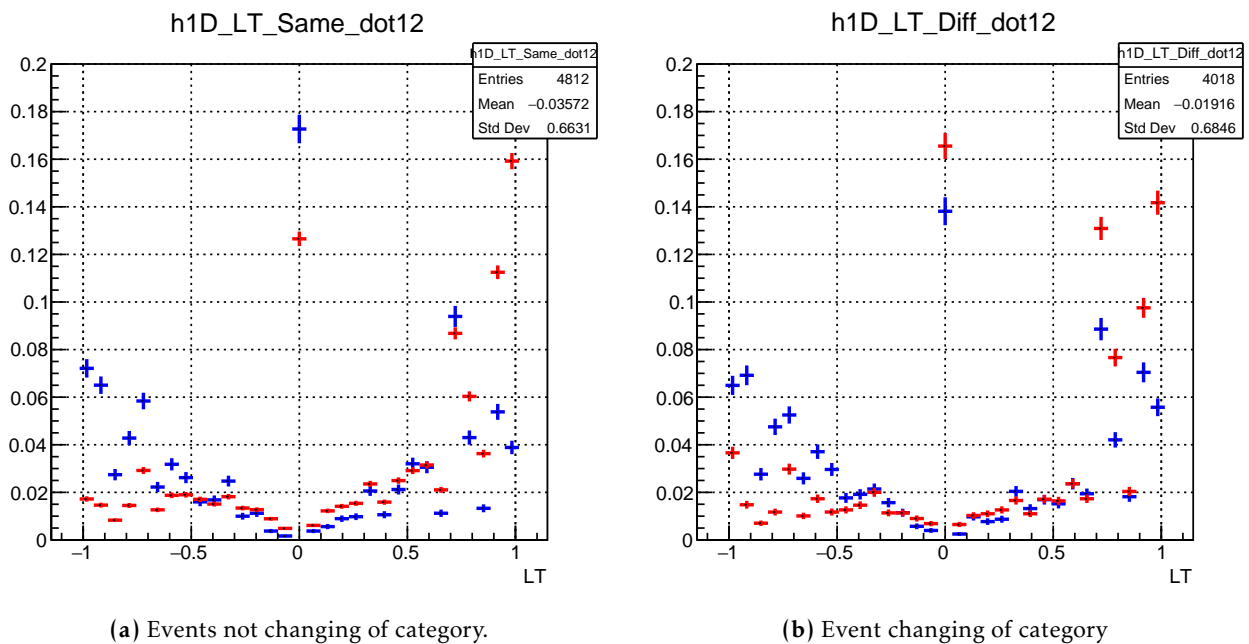 h1D_LT_Same_dot12
h1D_LT_Same_dot12
Entries 4812
Mean −0.03572
Std Dev 0.6631
0.2
0.18
0.16
0.14
0.12
0.1
0.08
0.06
0.04
0.02
0
−1 −0.5 0 0.5 1
LT
(a) Events not changing of category.
h1D_LT_Diff_dot12
h1D_LT_Diff_dot12
Entries 4018
Mean −0.01916
Std Dev 0.6846
0.2
0.18
0.16
0.14
0.12
0.1
0.08
0.06
0.04
0.02
0
−1 −0.5 0 0.5 1
LT
(b) Event changing of category